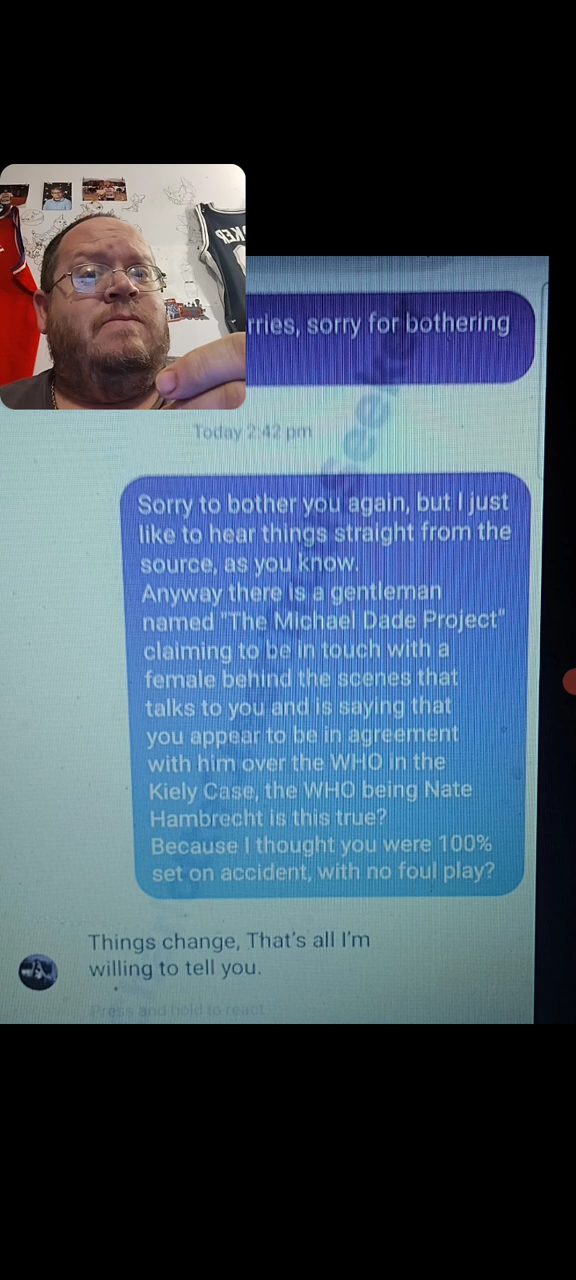 rries, sorry for bothering
Today 2:42 pm
Sorry to bother you again, but I just
like to hear things straight from the
source, as you know.
Anyway there is a gentleman
named "The Michael Dade Project"
claiming to be in touch with a
female behind the scenes that
talks to you and is saying that
you appear to be in agreement
with him over the WHO in the
Kiely Case, the WHO being Nate
Hambrecht is this true?
Because I thought you were 100%
set on accident, with no foul play?
Things change, That's all I'm
willing to tell you.
Press and hold to react